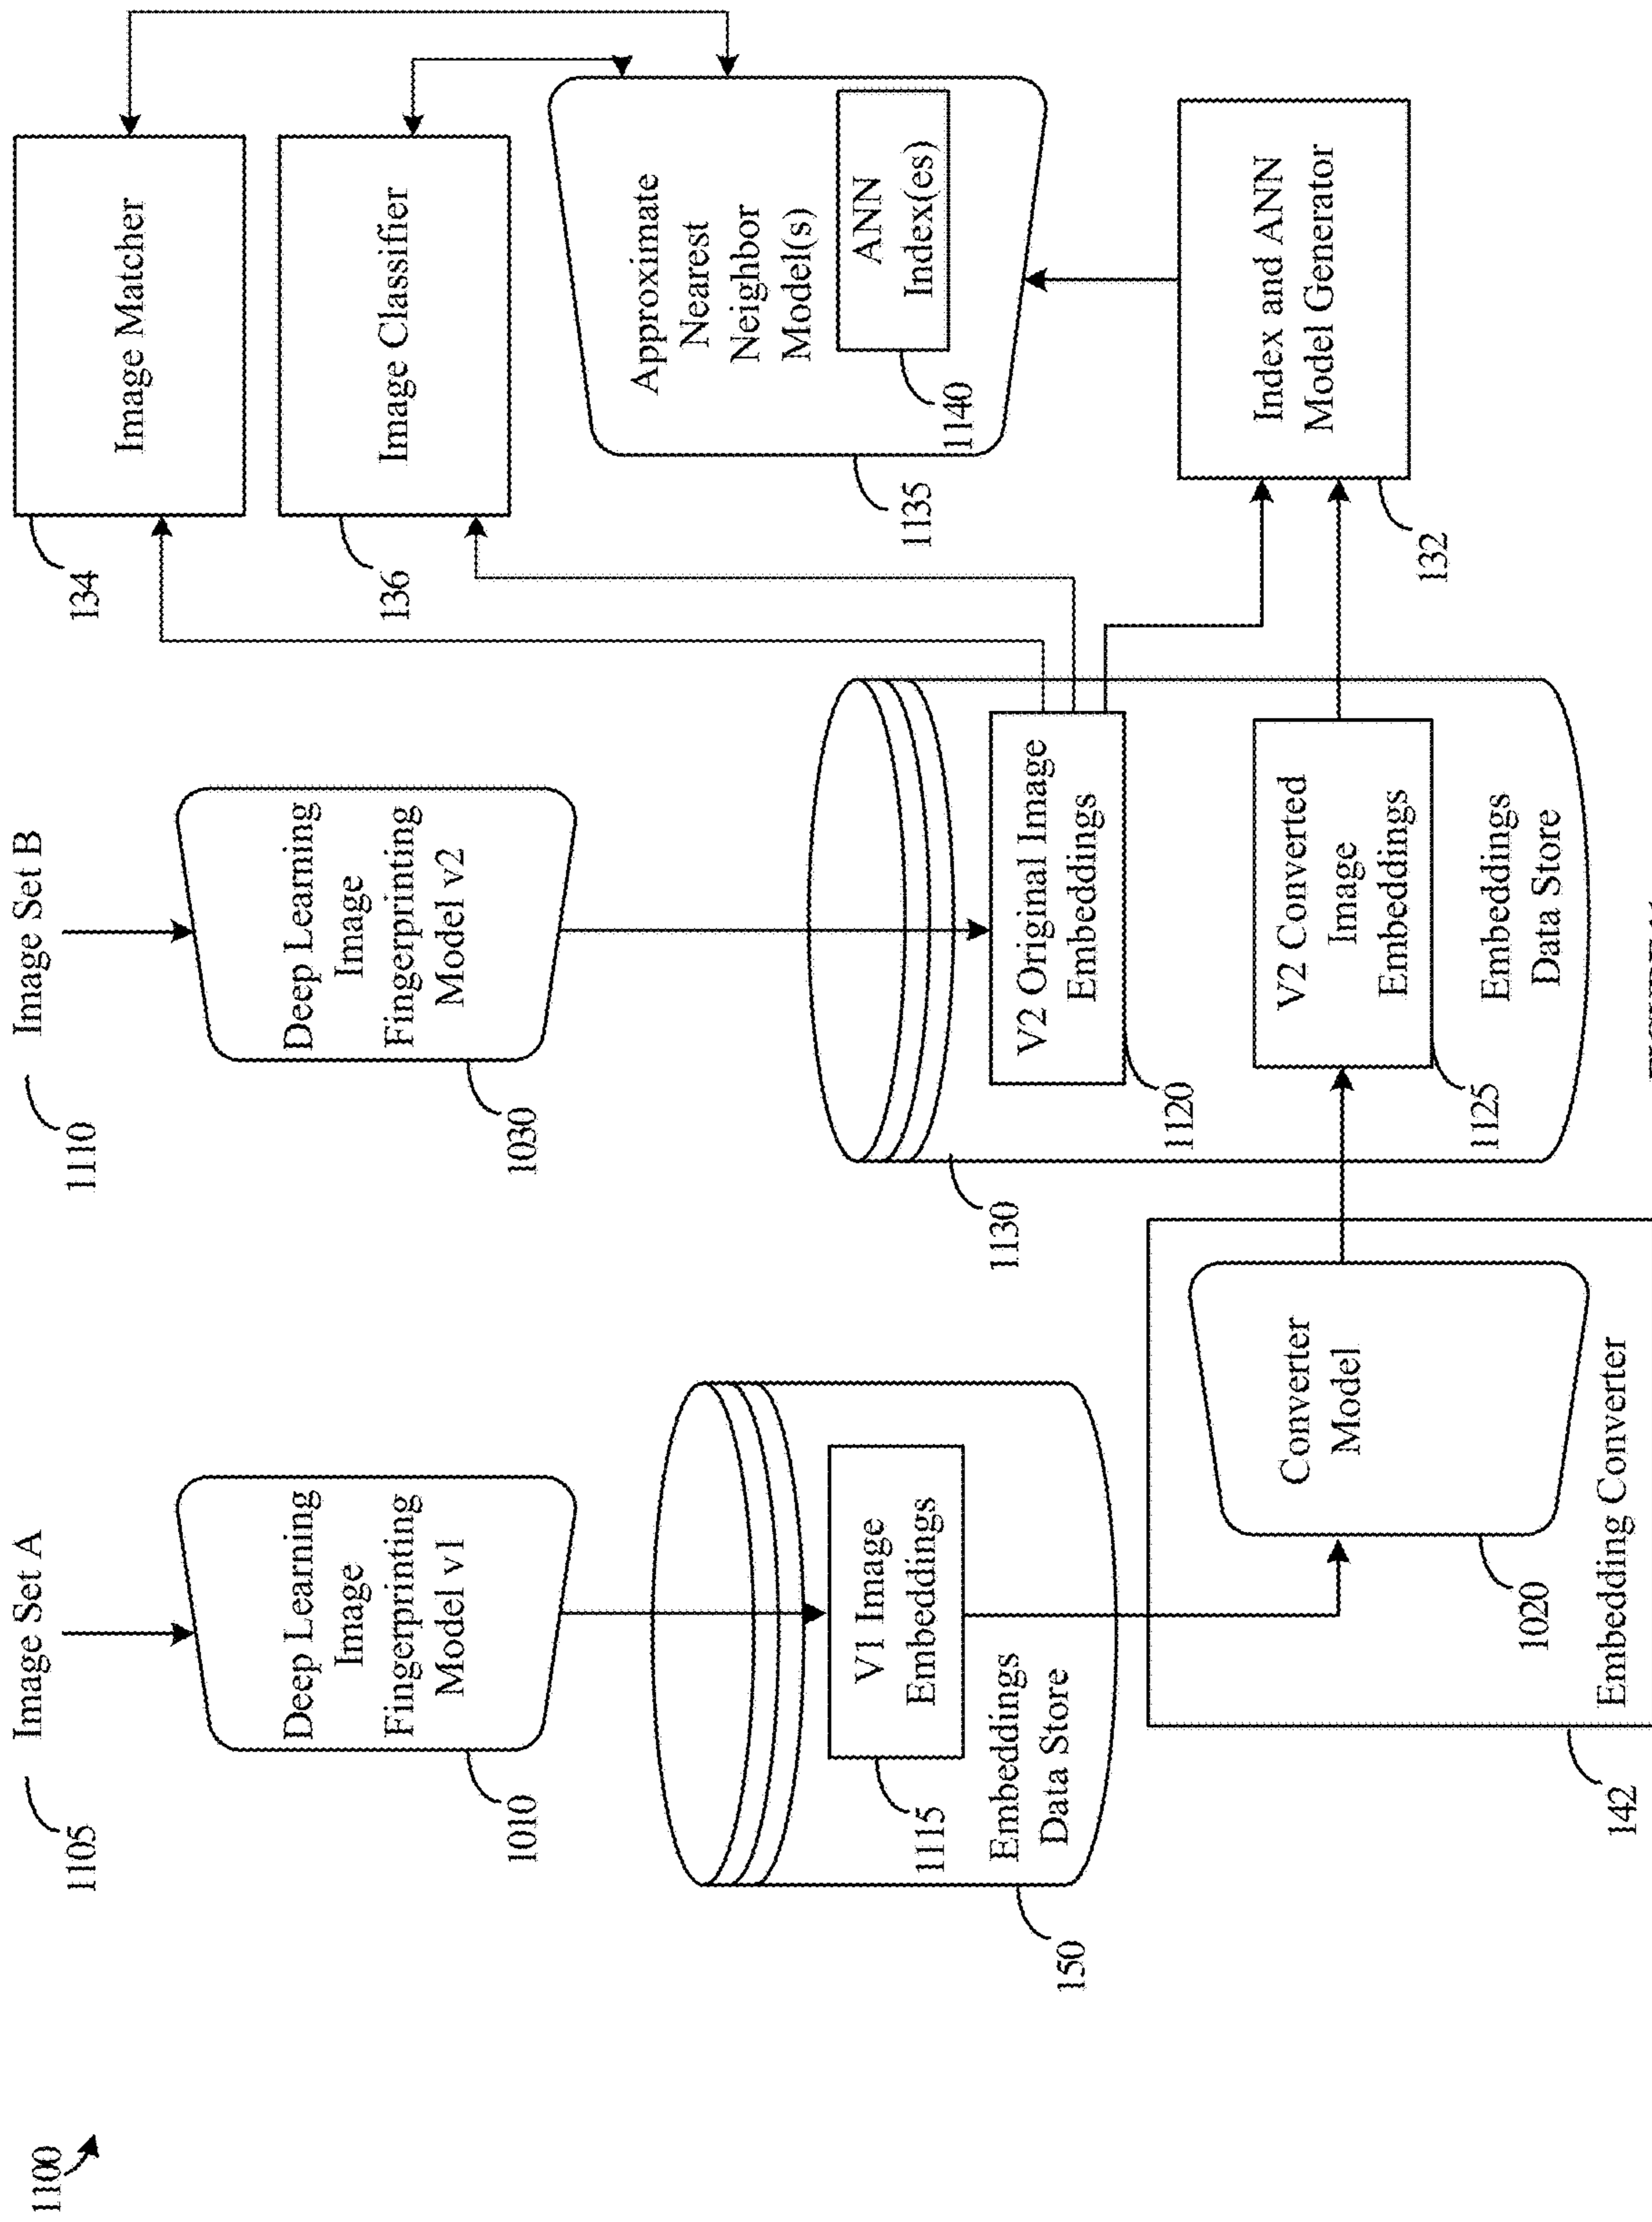 1100
1105
Image Set A
1010
Deep Learning
Image
Fingerprinting
Model v1
150
1115
V1 Image
Embeddings
Embeddings
Data Store
142
1020
Converter
Model
Embedding Converter
1110
Image Set B
1030
Deep Learning
Image
Fingerprinting
Model v2
1130
V2 Original Image
Embeddings
1120
V2 Converted
Image
Embeddings
1125
Embeddings
Data Store
134
Image Matcher
136
Image Classifier
Approximate
Nearest
Neighbor
Model(s)
ANN
Index(es)
1140
1135
Index and ANN
Model Generator
132